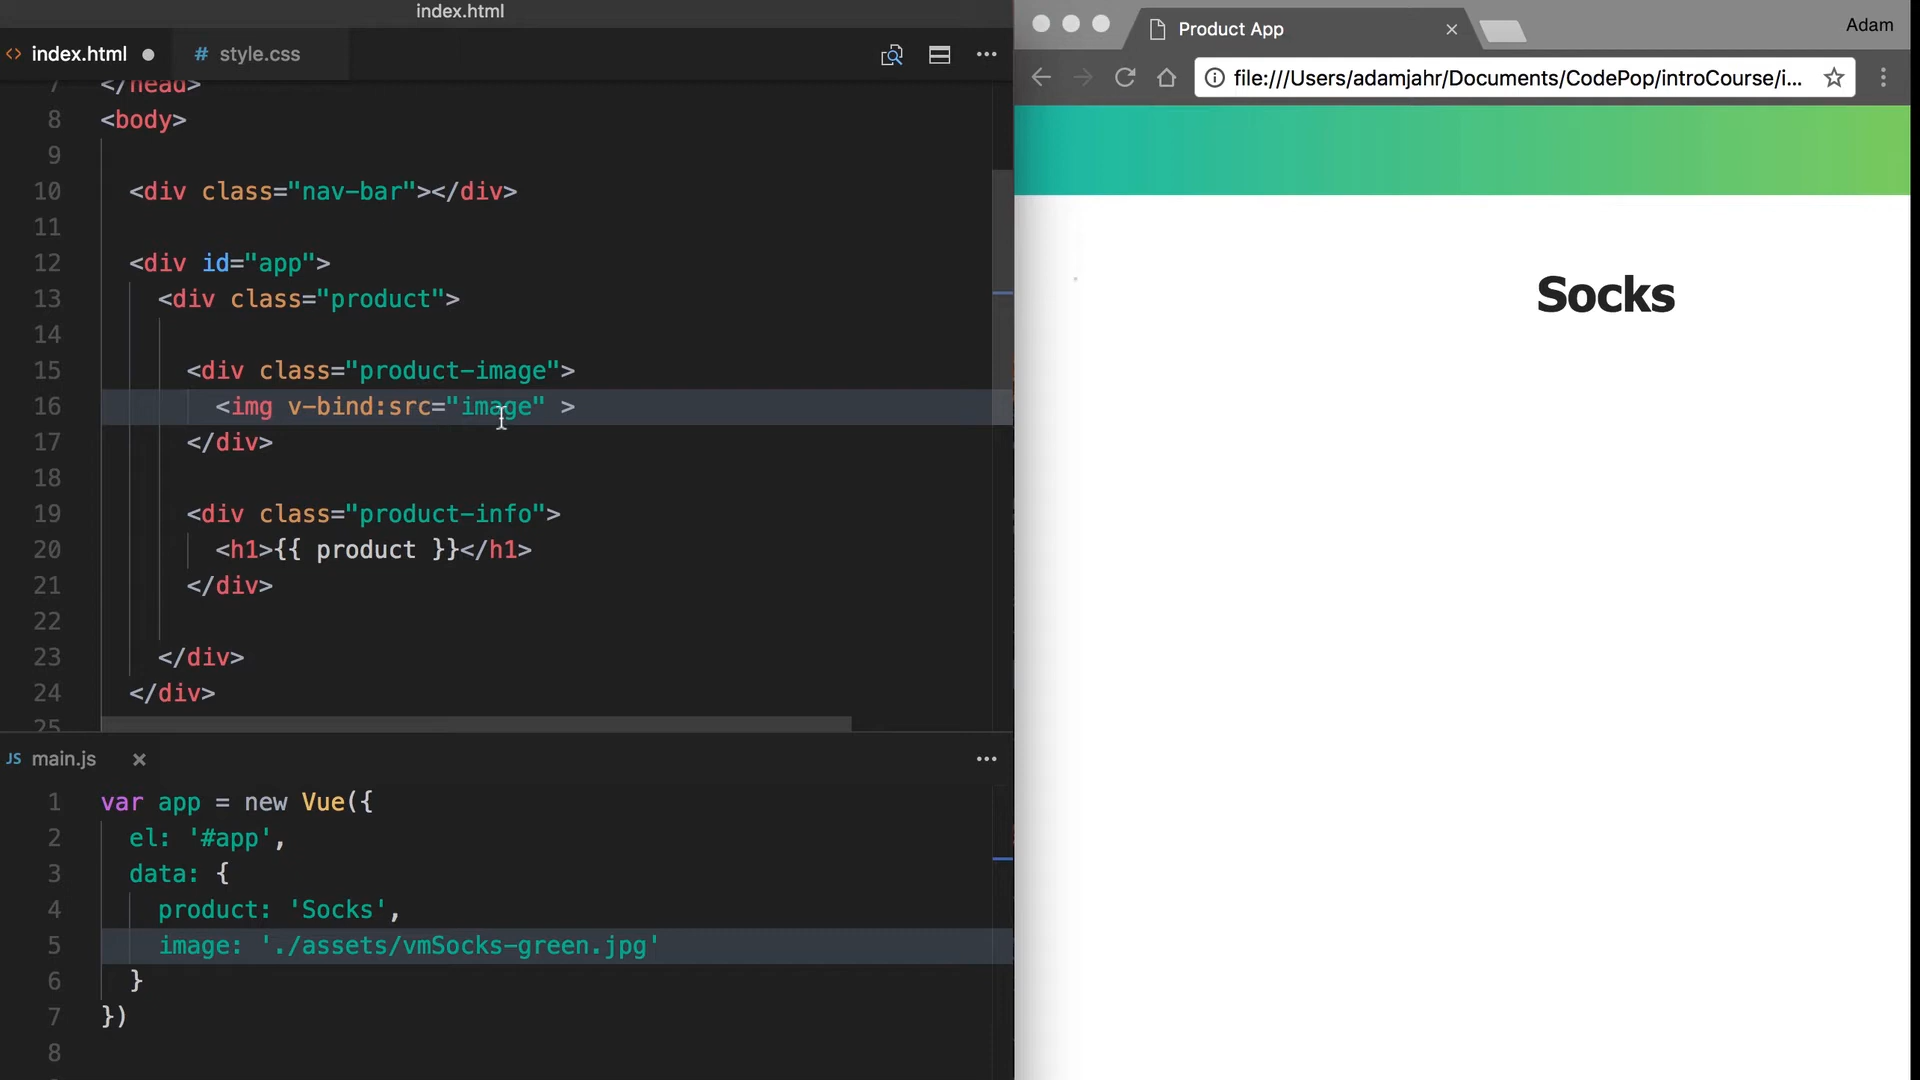 index.html
<> index.html ● # style.css
7 </head>
8 <body>
9
10 <div class="nav-bar"></div>
11
12 <div id="app">
13 <div class="product">
14
15 <div class="product-image">
16 <img v-bind:src="image" >
17 </div>
18
19 <div class="product-info">
20 <h1>{{ product }}</h1>
21 </div>
22
23 </div>
24 </div>
25
JS main.js ×
1 var app = new Vue({
2 el: '#app',
3 data: {
4 product: 'Socks',
5 image: './assets/vmSocks-green.jpg'
6 }
7 })
8
Product App × Adam
file:///Users/adamjahr/Documents/CodePop/introCourse/i...
Socks